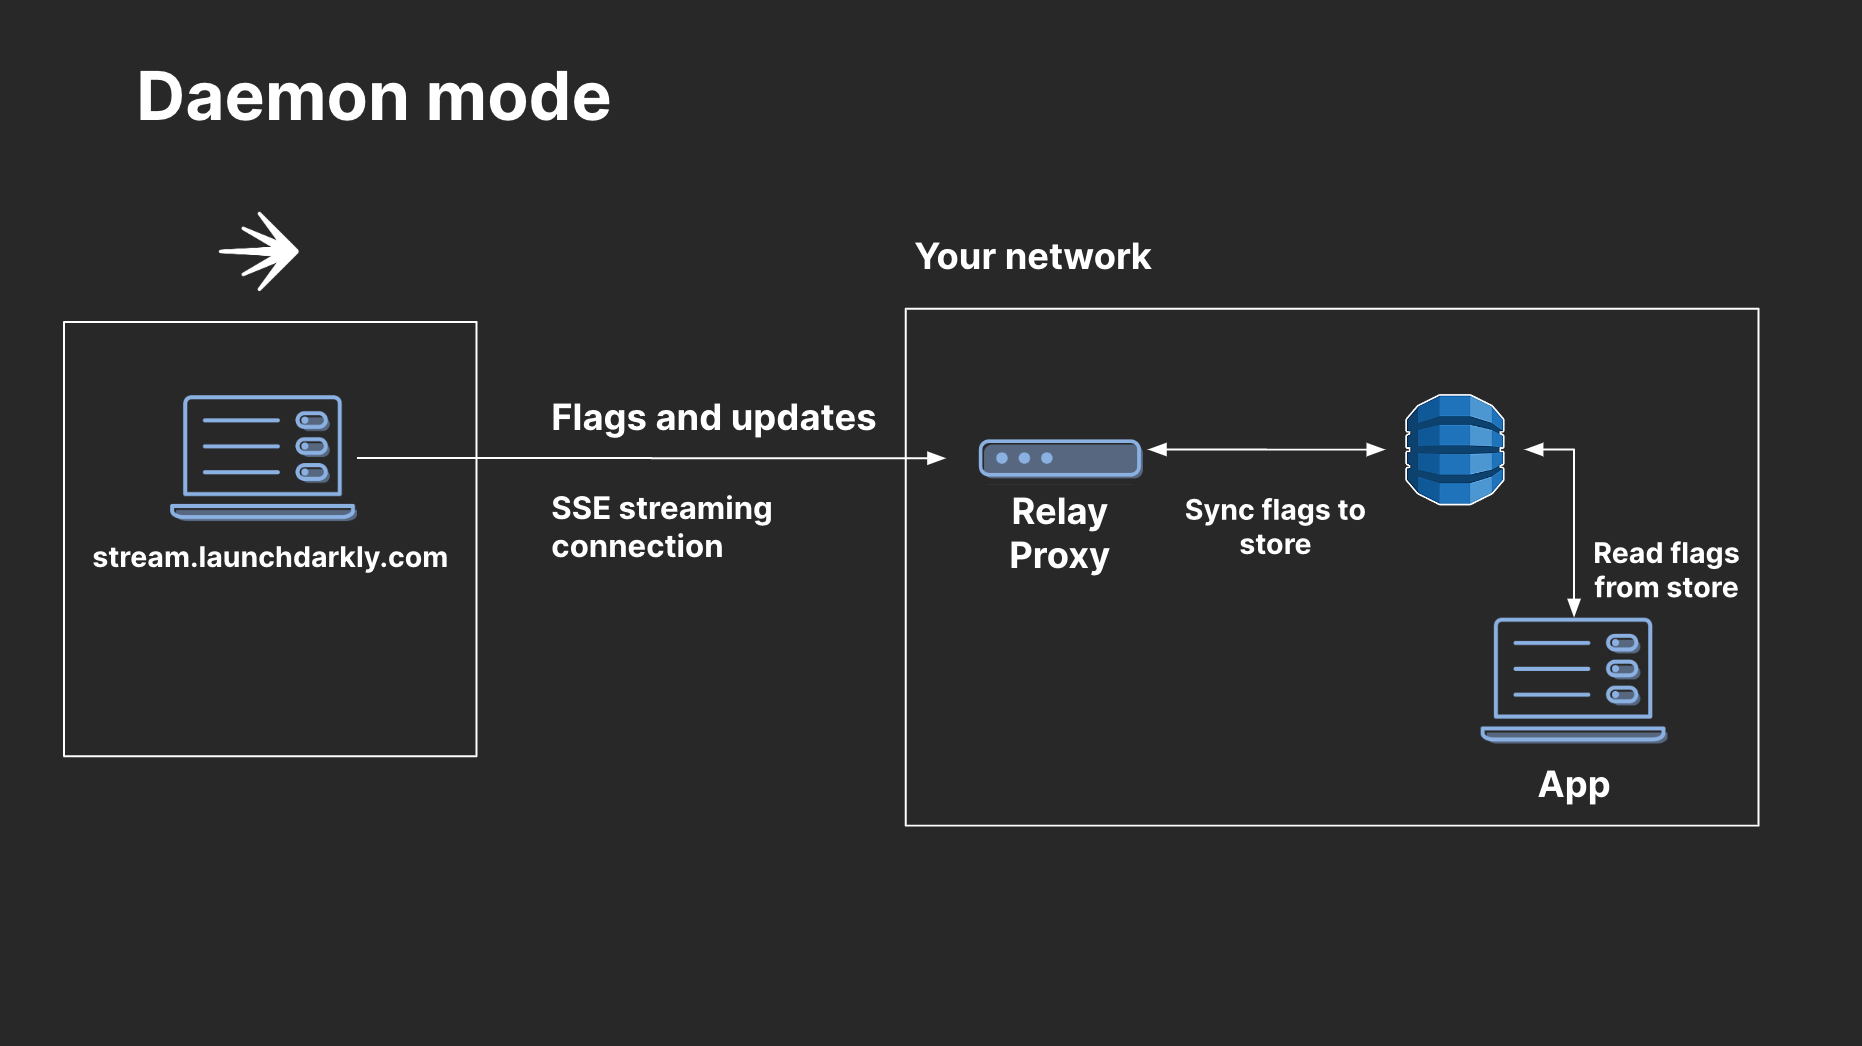 Daemon mode
Your network
Flags and updates
SSE streaming
connection
stream.launchdarkly.com
Relay
Proxy
Sync flags to
store
Read flags
from store
App